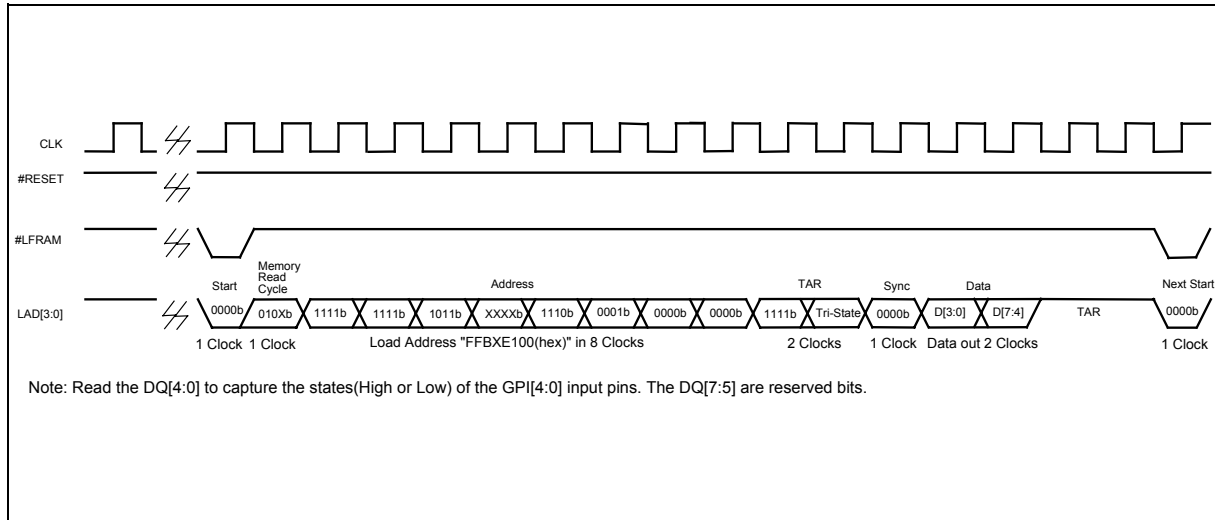 CLK
#RESET
#LFRAM
Memory
Read
Cycle
Start
Address
TAR
Sync
Data
Next Start
LAD[3:0]
0000b
010Xb
1111b
1111b
1011b
XXXXb
1110b
0001b
0000b
0000b
1111b
Tri-State
0000b
D[3:0]
D[7:4]
TAR
0000b
1 Clock
1 Clock
Load Address "FFBXE100(hex)" in 8 Clocks
2 Clocks
1 Clock
Data out 2 Clocks
1 Clock
Note: Read the DQ[4:0] to capture the states(High or Low) of the GPI[4:0] input pins. The DQ[7:5] are reserved bits.